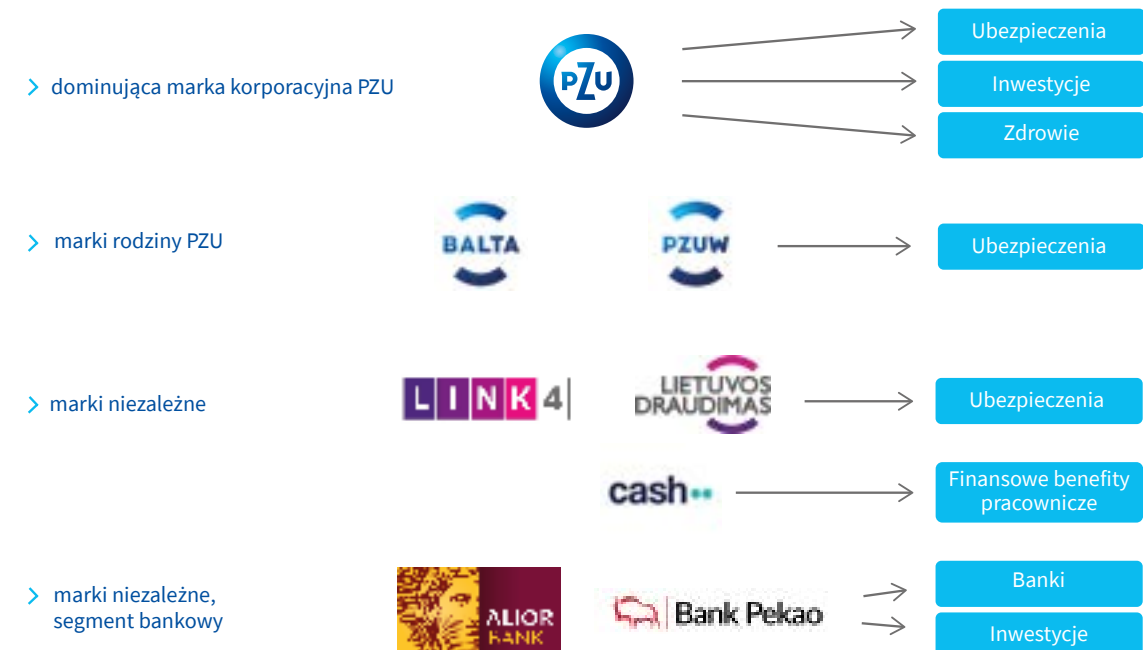 Ubezpieczenia
dominująca marka korporacyjna PZU
PZU
Inwestycje
Zdrowie
marki rodziny PZU
BALTA
PZUW
Ubezpieczenia
marki niezależne
LINK4
LIETUVOS
DRAUDIMAS
Ubezpieczenia
cash
Finansowe benefity
pracownicze
marki niezależne,
segment bankowy
ALIOR
BANK
Bank Pekao
Banki
Inwestycje